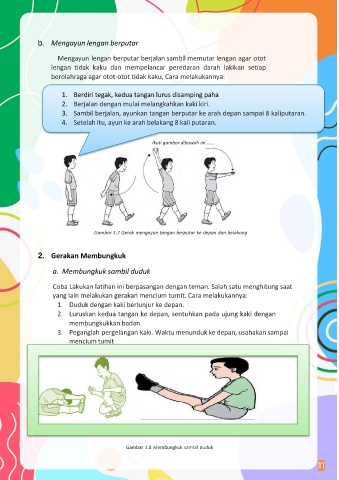 b. Mengayun lengan berputar
Mengayun lengan berputar berjalan sambil memutar lengan agar otot
lengan tidak kaku dan mempelancar peredaran darah lakikan setiap
berolahraga agar otot-otot tidak kaku, Cara melakukannya:
1. Berdiri tegak, kedua tangan lurus disamping paha
2. Berjalan dengan mulai melangkahkan kaki kiri.
3. Sambil berjalan, ayunkan tangan berputar ke arah depan sampai 8 kaliputaran.
4. Setelah itu, ayun ke arah belakang 8 kali putaran.
Ikuti gambar dibawah ini......
Gambar 1.7 Gerak mengayun tangan berputar ke depan dan belakang
2. Gerakan Membungkuk
a. Membungkuk sambil duduk
Coba Lakukan latihan ini berpasangan dengan teman. Salah satu menghitung saat
yang lain melakukan gerakan mencium tumit. Cara melakukannya:
1. Duduk dengan kaki berlunjur ke depan.
2. Luruskan kedua tangan ke depan, sentuhkan pada ujung kaki dengan
membungkukkan badan.
3. Peganglah pergelangan kaki. Waktu menunduk ke depan, usahakan sampai
mencium tumit
Gambar 1.8 Membungkuk sambil duduk
11